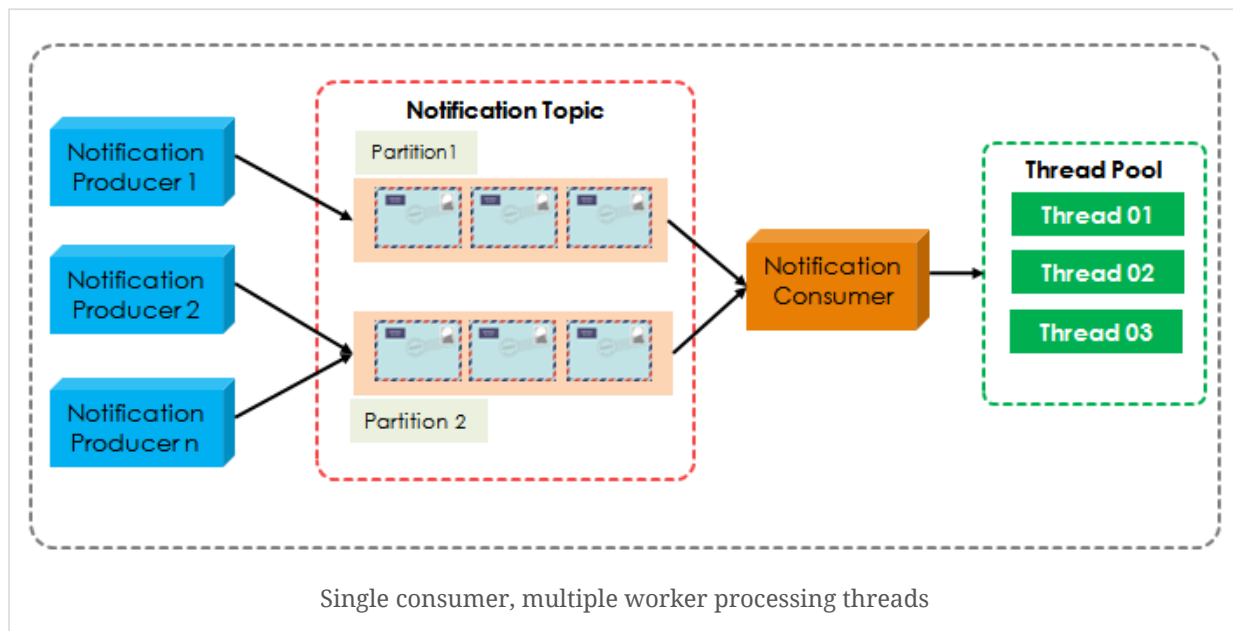 Notification
Producer 1
Notification
Producer 2
Notification
Producer n
Notification Topic
Partition1
Partition 2
Notification
Consumer
Thread Pool
Thread 01
Thread 02
Thread 03
Single consumer, multiple worker processing threads